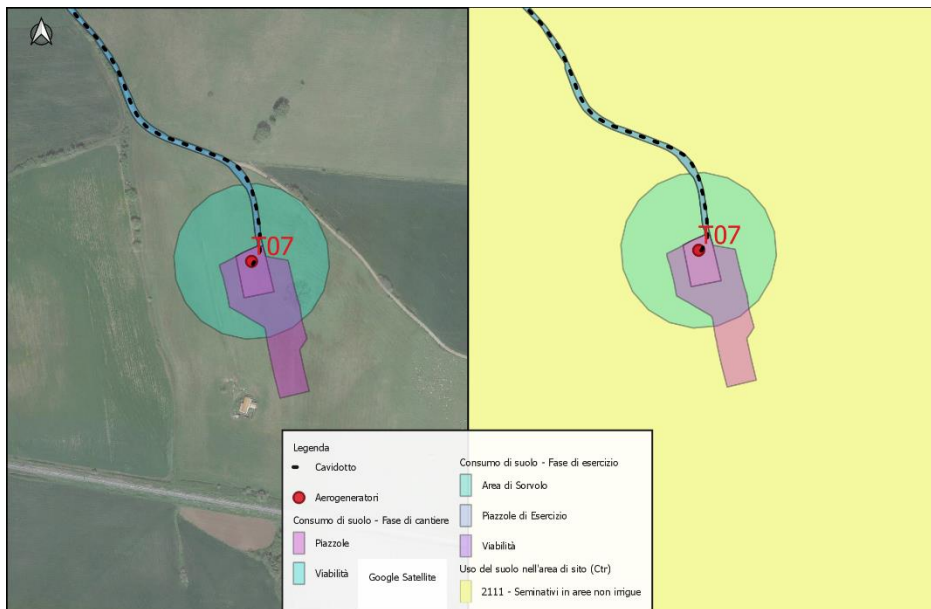 T07
T07
Legenda
Cavidotto
Aerogeneratori
Consumo di suolo - Fase di cantiere
Piazzole
Viabilità
Google Satellite
Consumo di suolo - Fase di esercizio
Area di Sorvolo
Piazzole di Esercizio
Viabilità
Uso del suolo nell'area di sito (Ctr)
2111 - Seminativi in aree non irrigue